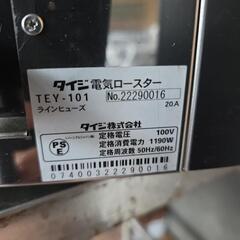 タイジ 電気ロースター
TEY-101 No.22290016
ラインヒューズ 20A
タイジ株式会社
PSE
定格電圧 100V
定格消費電力 1190W
定格周波数 50Hz/60Hz
07400322290016